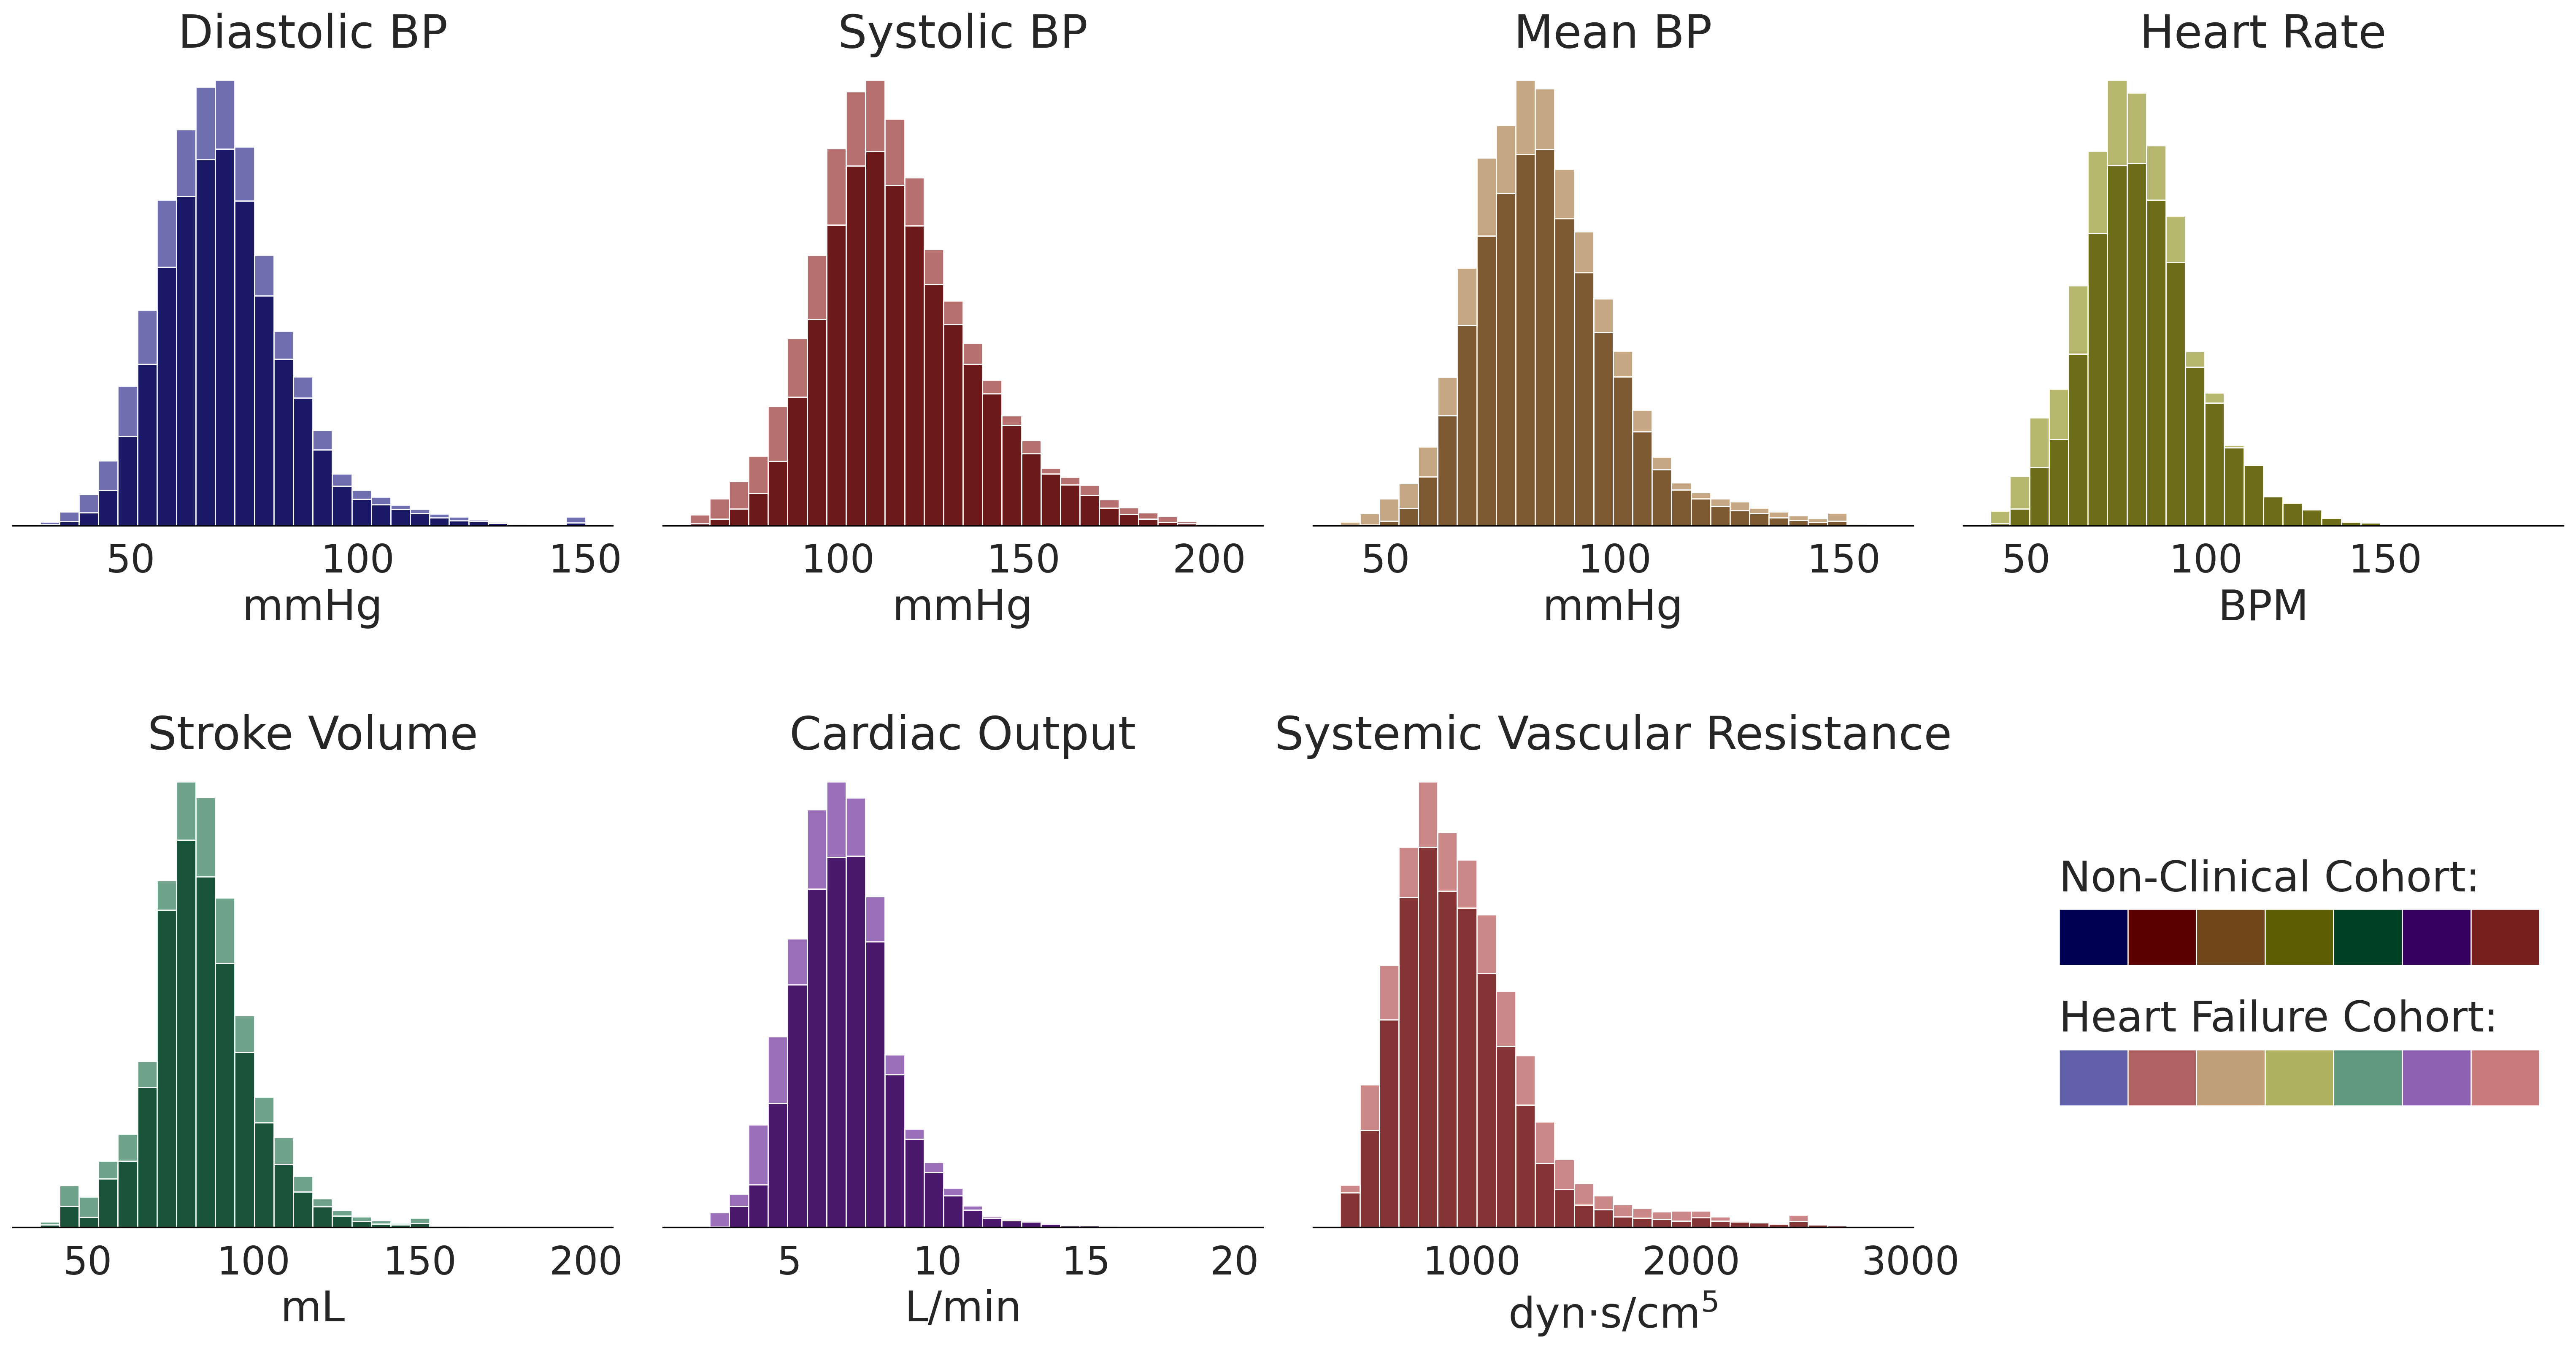 Diastolic BP
50 100 150
mmHg
Systolic BP
100 150 200
mmHg
Mean BP
50 100 150
mmHg
Heart Rate
50 100 150
BPM
Stroke Volume
50 100 150 200
mL
Cardiac Output
5 10 15 20
L/min
Systemic Vascular Resistance
1000 2000 3000
dyn·s/cm⁵
Non-Clinical Cohort:
Heart Failure Cohort: